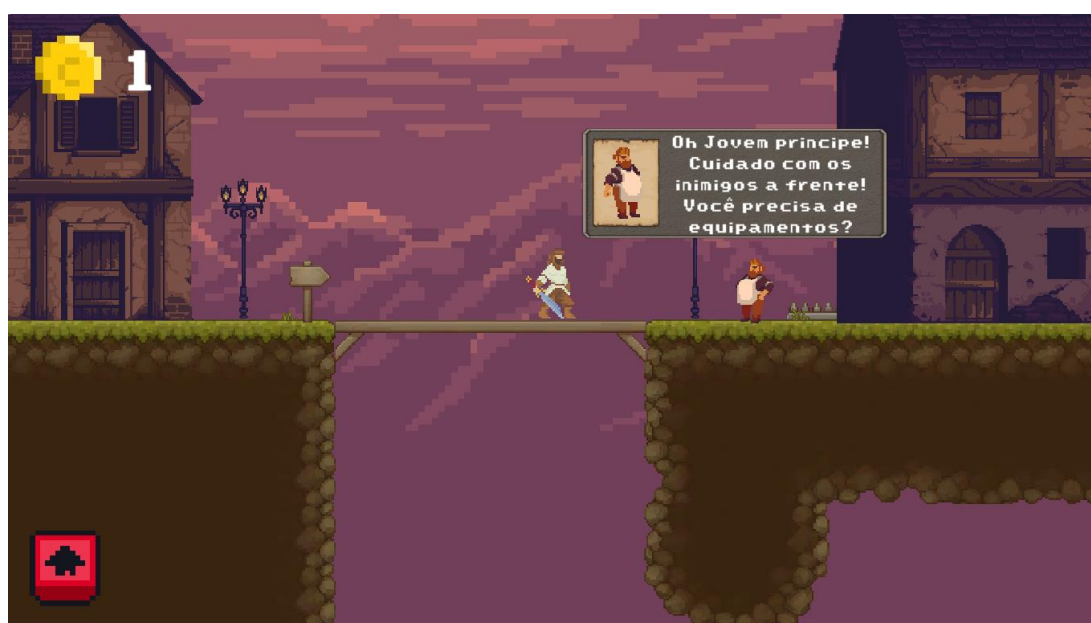 1
Oh Jovem principe!
Cuidado com os
inimigos a frente!
Você precisa de
equipamentos?